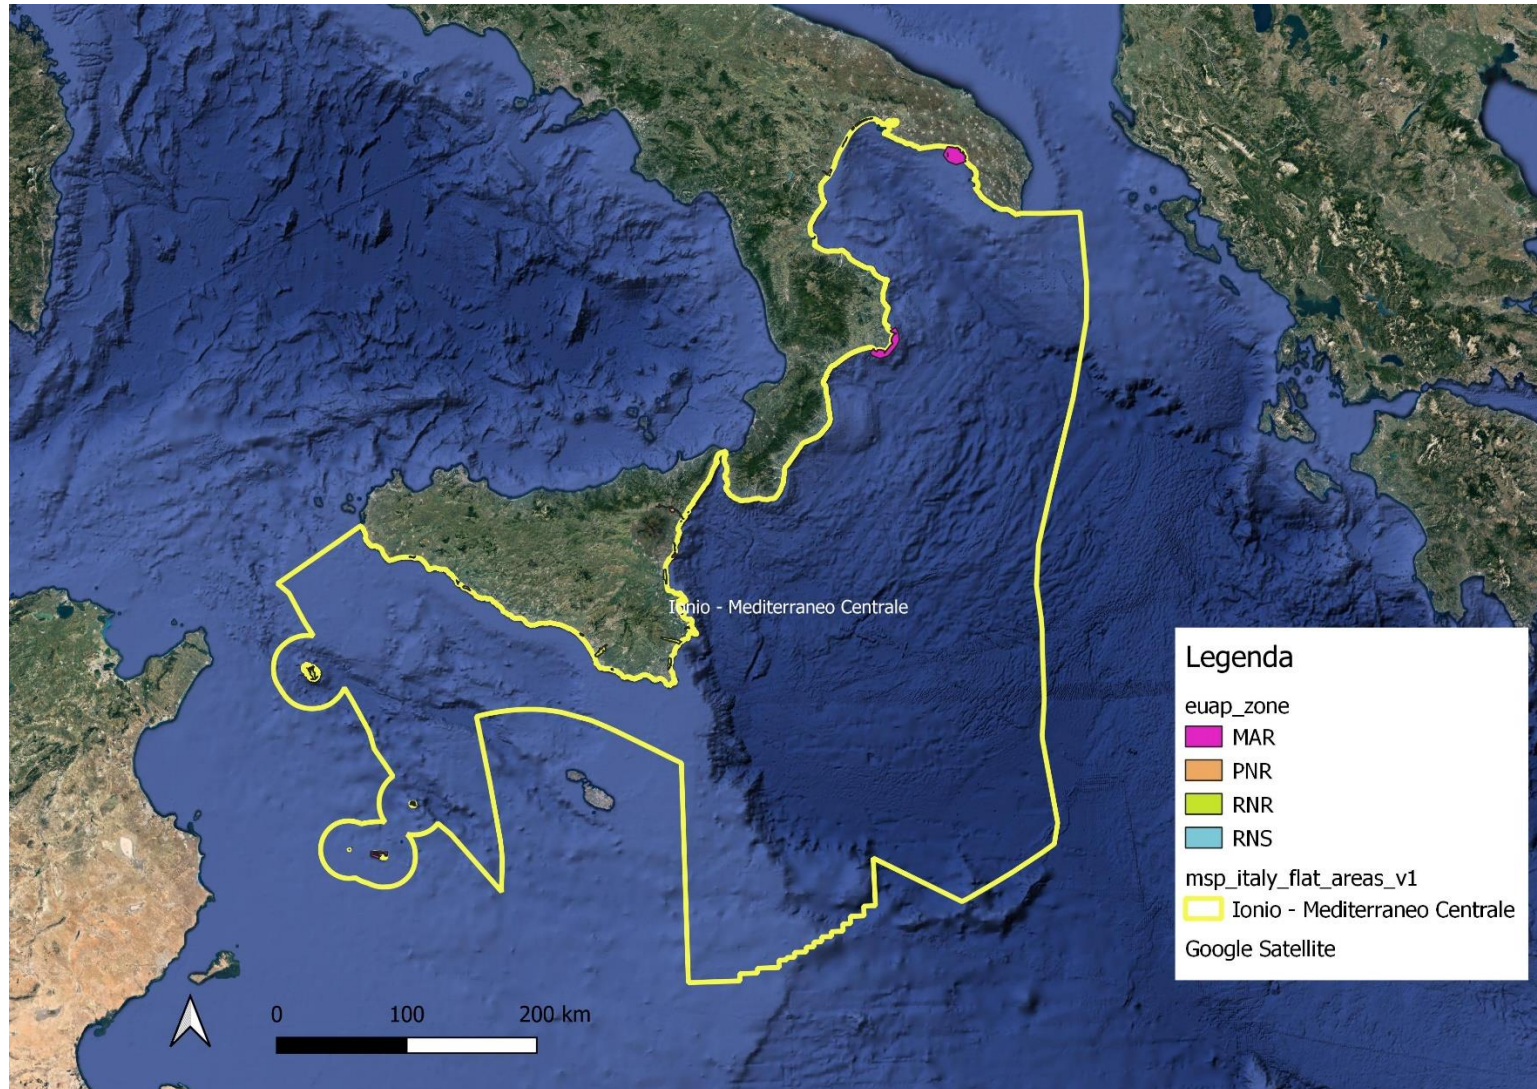 Ionio - Mediterraneo Centrale
Legenda
euap_zone
MAR
PNR
RNR
RNS
msp_italy_flat_areas_v1
Ionio - Mediterraneo Centrale
Google Satellite
0 100 200 km